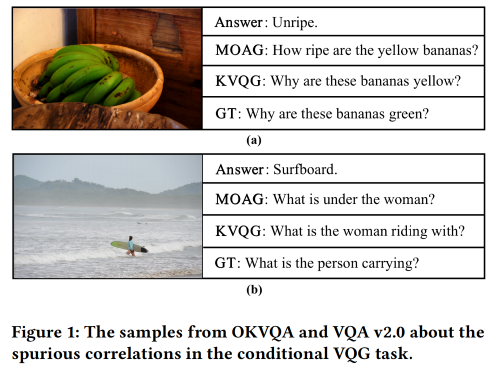 Answer: Unripe.
MOAG: How ripe are the yellow bananas?
KVQG: Why are these bananas yellow?
GT: Why are these bananas green?
(a)
Answer: Surfboard.
MOAG: What is under the woman?
KVQG: What is the woman riding with?
GT: What is the person carrying?
(b)
Figure 1: The samples from OKVQA and VQA v2.0 about the
spurious correlations in the conditional VQG task.